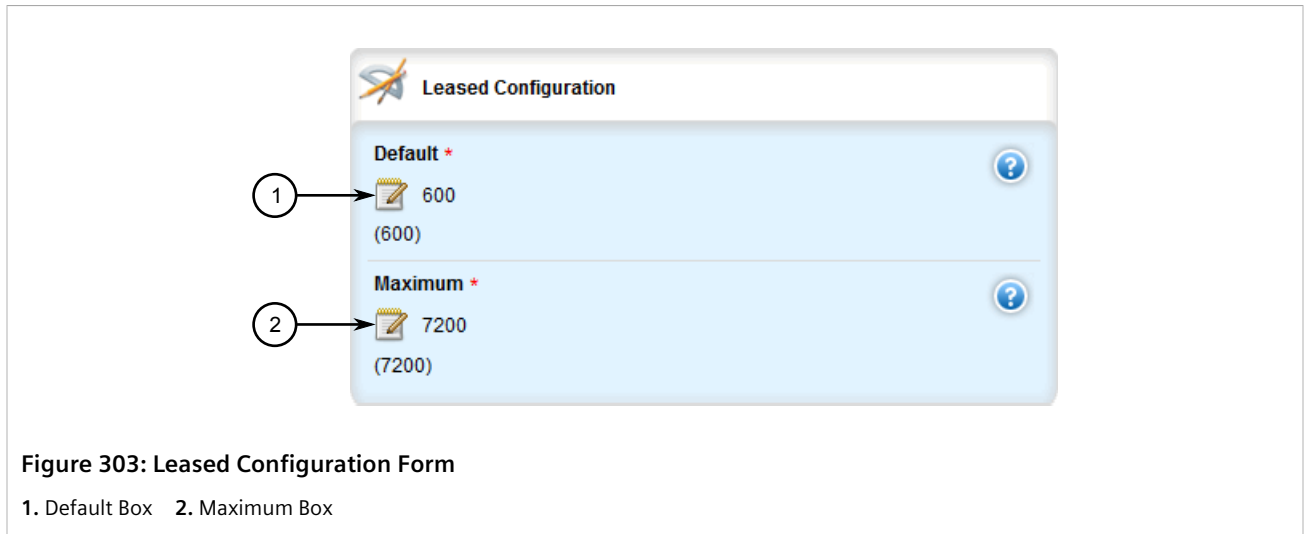 Leased Configuration
Default *
1
600
(600)
Maximum *
2
7200
(7200)
Figure 303: Leased Configuration Form
1. Default Box 2. Maximum Box